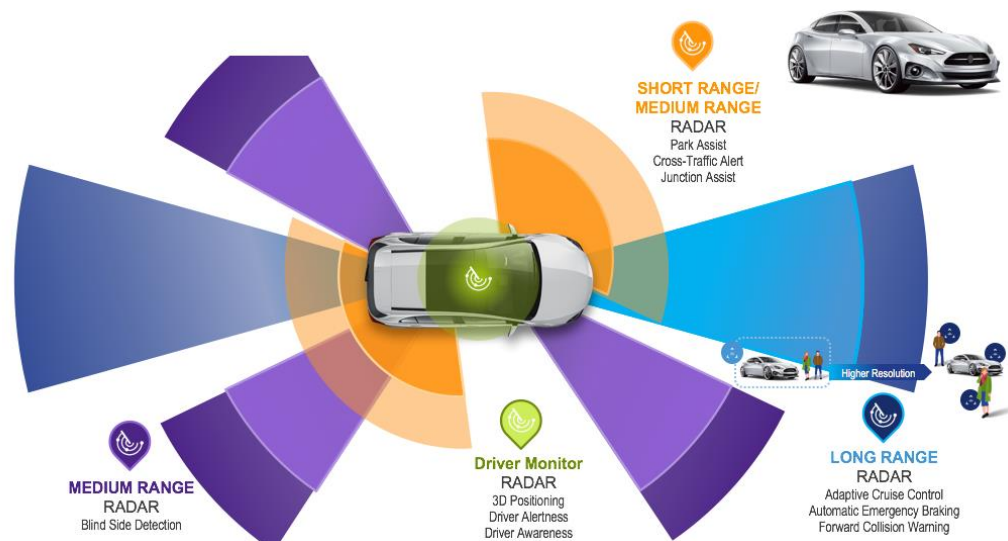 SHORT RANGE/
MEDIUM RANGE
RADAR
Park Assist
Cross-Traffic Alert
Junction Assist
Higher Resolution
MEDIUM RANGE
RADAR
Blind Side Detection
Driver Monitor
RADAR
3D Positioning
Driver Alertness
Driver Awareness
LONG RANGE
RADAR
Adaptive Cruise Control
Automatic Emergency Braking
Forward Collision Warning